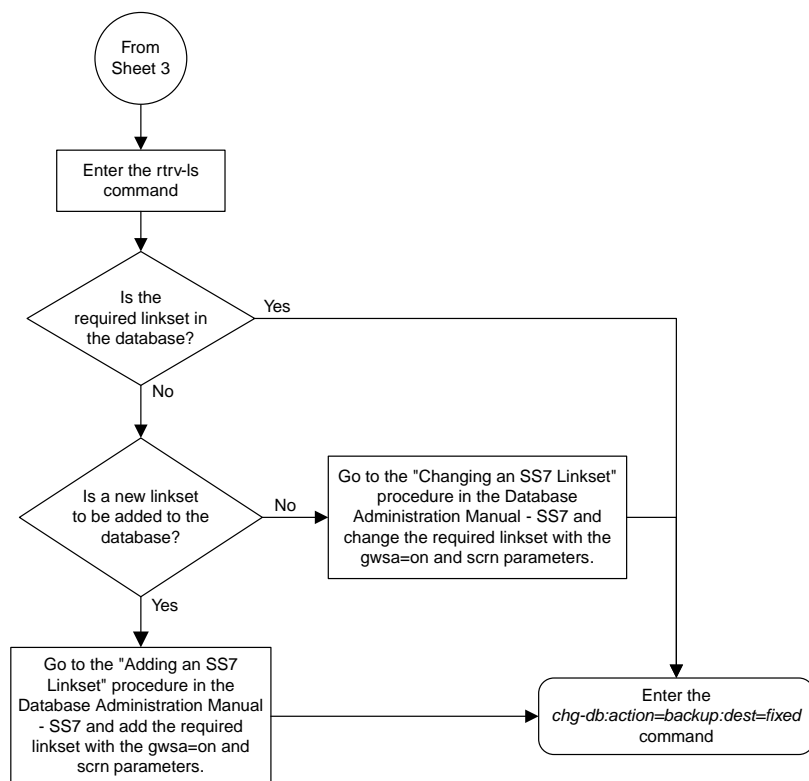 From
Sheet 3
Enter the rtrv-ls
command
Is the
required linkset in
the database?
Yes
No
Is a new linkset
to be added to the
database?
No
Go to the "Changing an SS7 Linkset"
procedure in the Database
Administration Manual - SS7 and
change the required linkset with the
gwsa=on and scrn parameters.
Yes
Go to the "Adding an SS7
Linkset" procedure in the
Database Administration Manual
- SS7 and add the required
linkset with the gwsa=on and
scrn parameters.
Enter the
chg-db:action=backup:dest=fixed
command